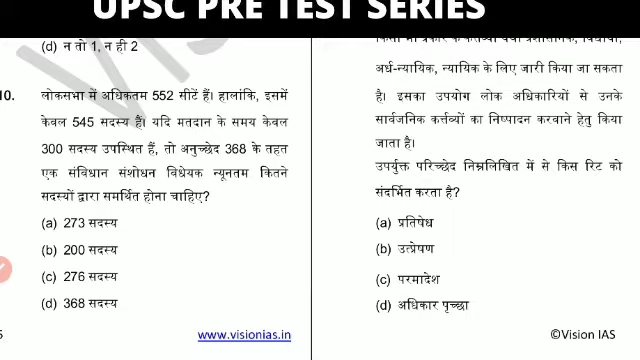 UPSC PRE TEST SERIES
(d) न तो 1, न ही 2
10. लोकसभा में अधिकतम 552 सीटें हैं। हालांकि, इसमें
केवल 545 सदस्य हैं। यदि मतदान के समय केवल
300 सदस्य उपस्थित हैं, तो अनुच्छेद 368 के तहत
एक संविधान संशोधन विधेयक न्यूनतम कितने
सदस्यों द्वारा समर्थित होना चाहिए?
(a) 273 सदस्य
(b) 200 सदस्य
(c) 276 सदस्य
(d) 368 सदस्य
अर्ध-न्यायिक, न्यायिक के लिए जारी किया जा सकता
है। इसका उपयोग लोक अधिकारियों से उनके
सार्वजनिक कर्त्तव्यों का निष्पादन करवाने हेतु किया
जाता है।
उपर्युक्त परिच्छेद निम्नलिखित में से किस रिट को
संदर्भित करता है?
(a) प्रतिषेध
(b) उत्प्रेषण
(c) परमादेश
(d) अधिकार पृच्छा
www.visionias.in
©Vision IAS